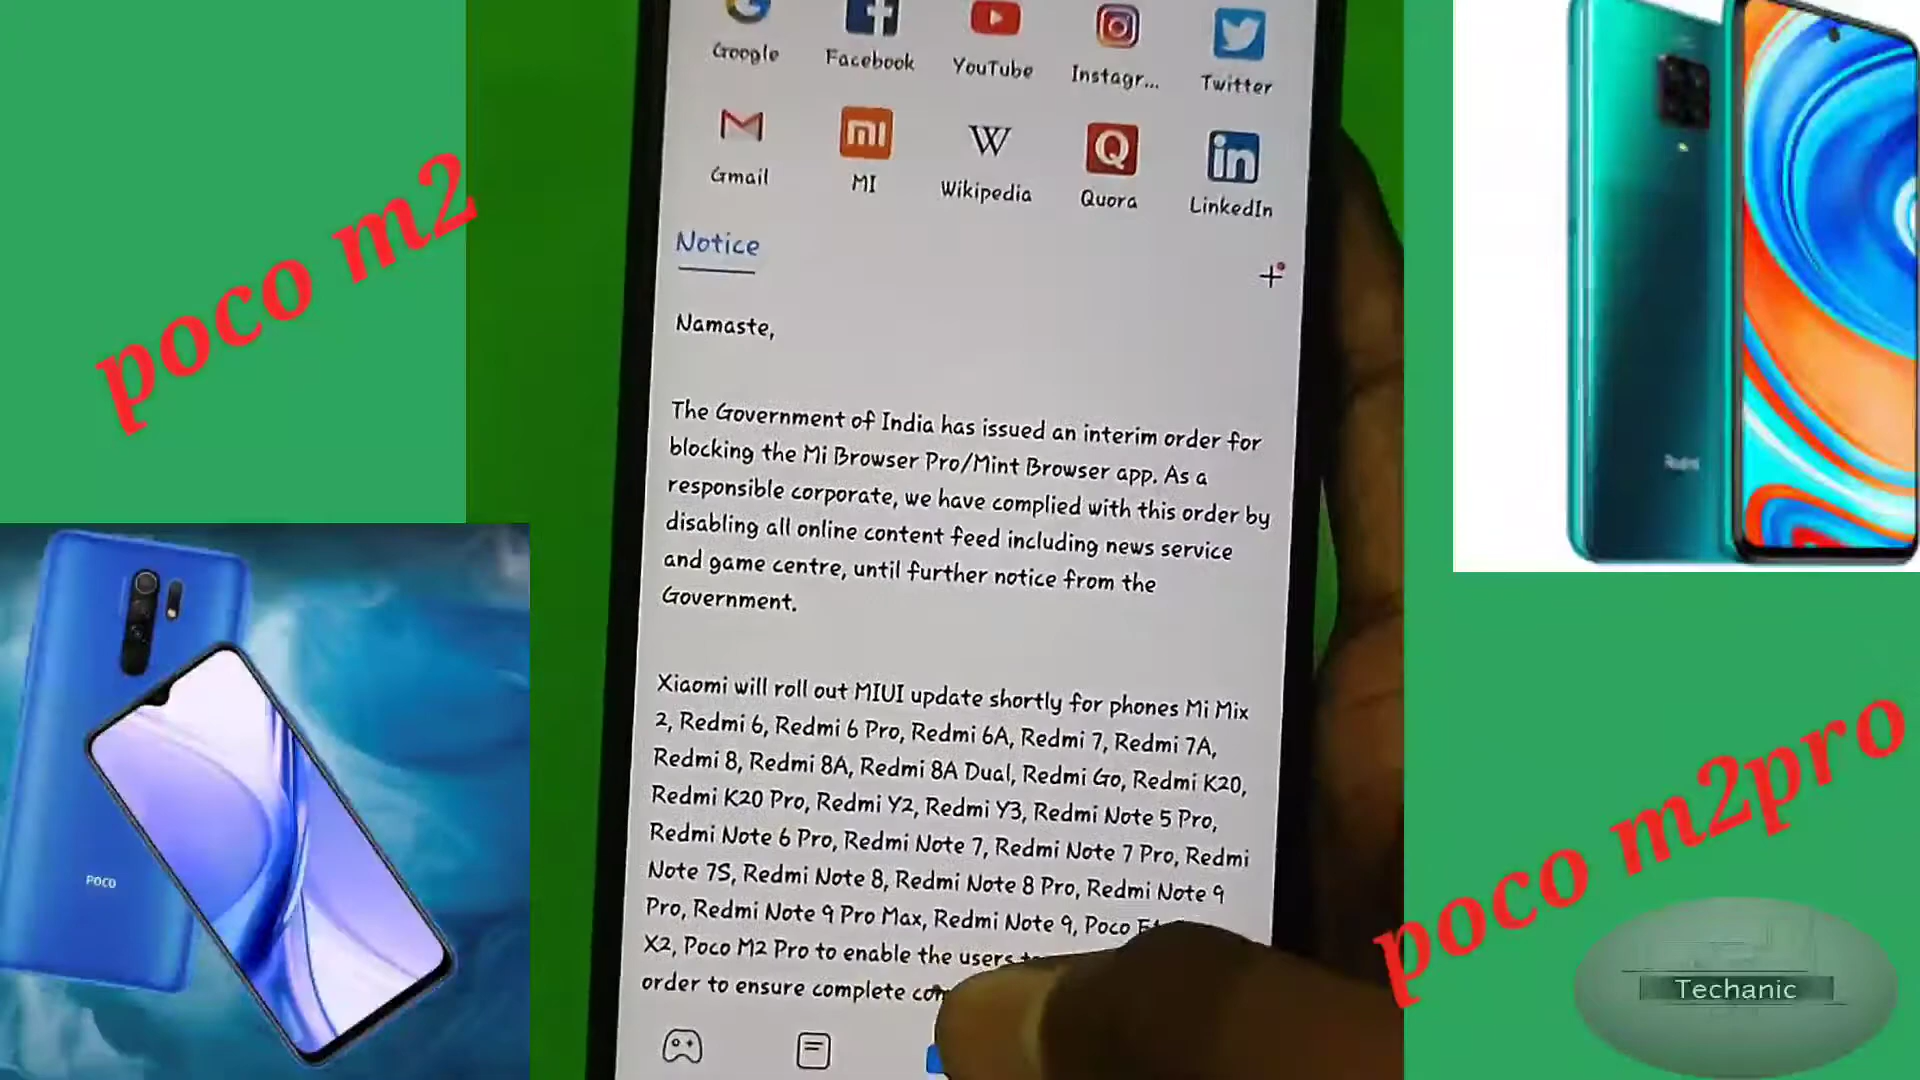 Google
Facebook
YouTube
Instagr...
Twitter
Gmail
MI
Wikipedia
Quora
LinkedIn
Notice
Namaste,
The Government of India has issued an interim order for
blocking the Mi Browser Pro/Mint Browser app. As a
responsible corporate, we have complied with this order by
disabling all online content feed including news service
and game centre, until further notice from the
Government.
Xiaomi will roll out MIUI update shortly for phones Mi Mix
2, Redmi 6, Redmi 6 Pro, Redmi 6A, Redmi 7, Redmi 7A,
Redmi 8, Redmi 8A, Redmi 8A Dual, Redmi Go, Redmi K20,
Redmi K20 Pro, Redmi Y2, Redmi Y3, Redmi Note 5 Pro,
Redmi Note 6 Pro, Redmi Note 7, Redmi Note 7 Pro, Redmi
Note 7S, Redmi Note 8, Redmi Note 8 Pro, Redmi Note 9
Pro, Redmi Note 9 Pro Max, Redmi Note 9, Poco
X2, Poco M2 Pro to enable the users
order to ensure complete
poco m2
POCO
Redmi
poco m2pro
Techanic